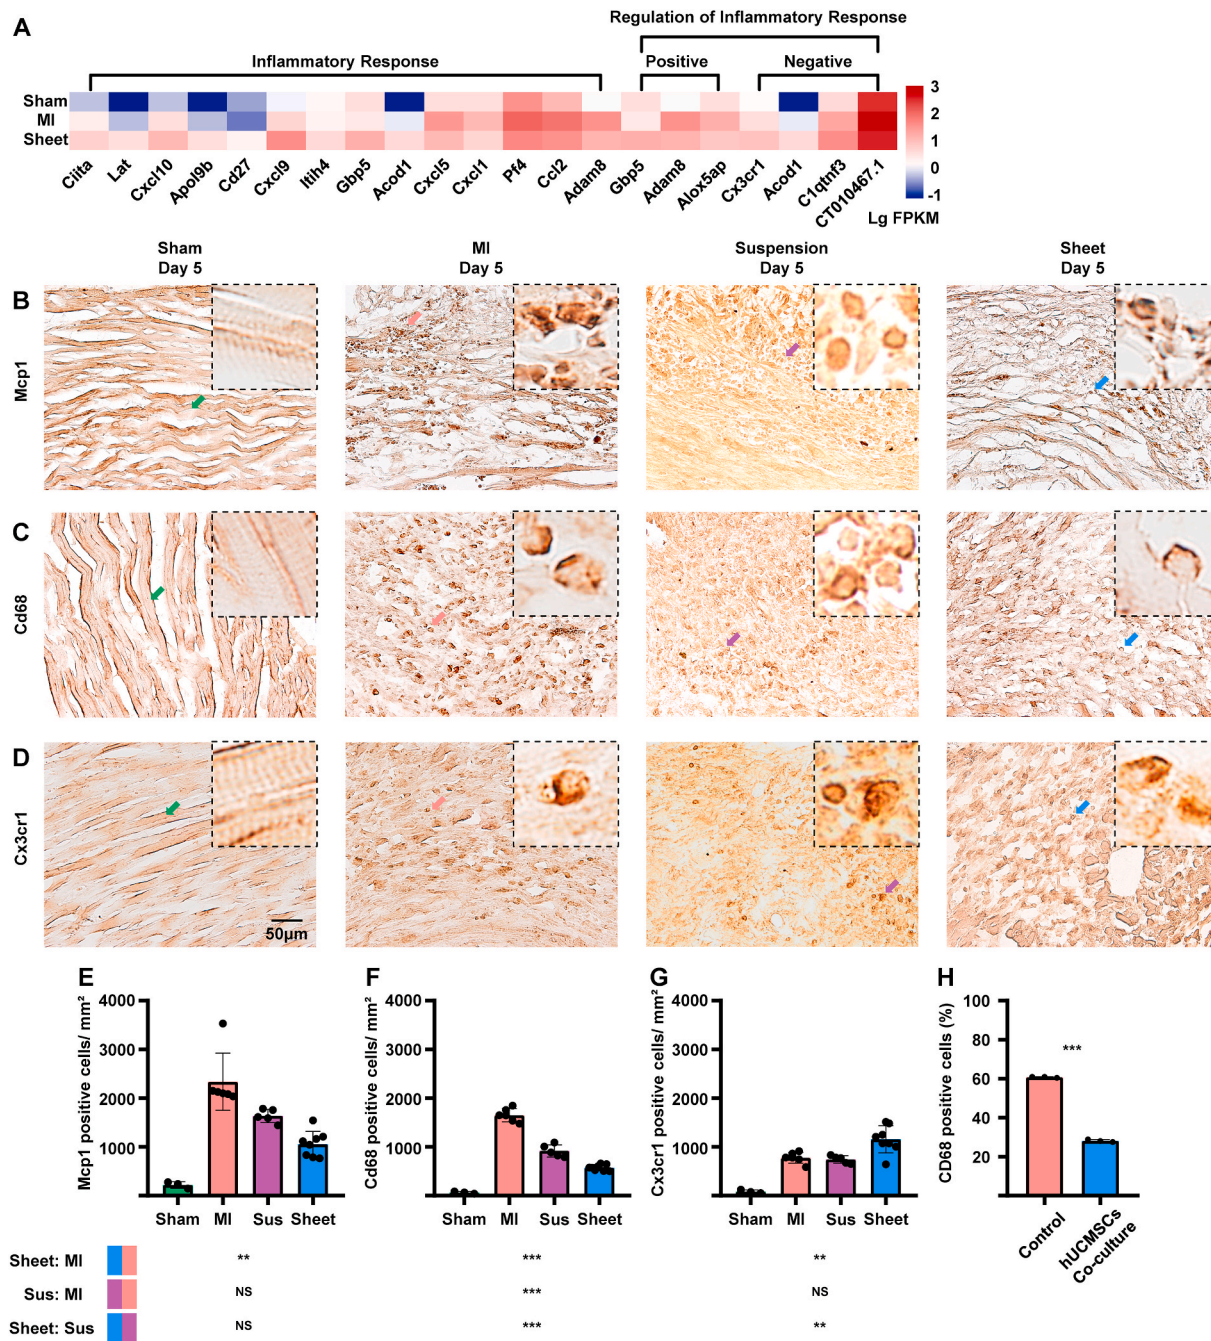 A
Regulation of Inflammatory Response
Inflammatory Response
Positive
Negative
Sham
MI
Sheet
3
2
1
0
-1
Lg FPKM
Ciita
Lat
Cxcl10
Apol9b
Cd27
Cxcl9
Itih4
Gbp5
Acod1
Cxcl5
Cxcl1
Pf4
Ccl2
Adam8
Gbp5
Adam8
Alox5ap
Cx3cr1
Acod1
C1qtnf3
CT010467.1
Sham
Day 5
MI
Day 5
Suspension
Day 5
Sheet
Day 5
B
Mcp1
C
Cd68
D
Cx3cr1
50μm
E
Mcp1 positive cells/ mm²
4000
3000
2000
1000
Sham MI Sus Sheet
F
Cd68 positive cells/ mm²
4000
3000
2000
1000
Sham MI Sus Sheet
G
Cx3cr1 positive cells/ mm²
4000
3000
2000
1000
Sham MI Sus Sheet
H
CD68 positive cells (%)
100
80
60
40
20
***
Control
hUCMSCs
Co-culture
Sheet: MI ** *** **
Sus: MI NS *** NS
Sheet: Sus NS *** **